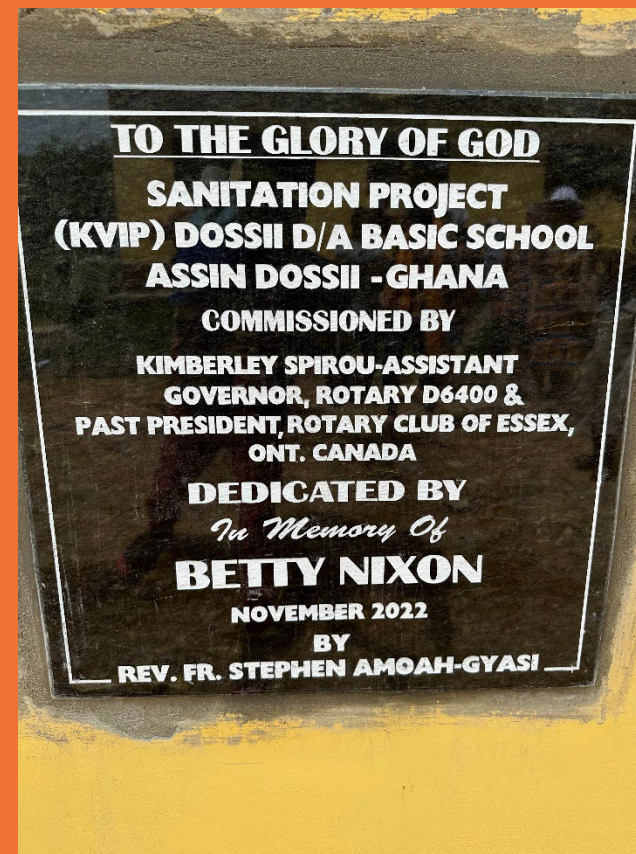 TO THE GLORY OF GOD
SANITATION PROJECT
(KVIP) DOSSII D/A BASIC SCHOOL
ASSIN DOSSII - GHANA
COMMISSIONED BY
KIMBERLEY SPIROU-ASSISTANT
GOVERNOR, ROTARY D6400 &
PAST PRESIDENT, ROTARY CLUB OF ESSEX,
ONT. CANADA
DEDICATED BY
In Memory Of
BETTY NIXON
NOVEMBER 2022
BY
REV. FR. STEPHEN AMOAH-GYASI